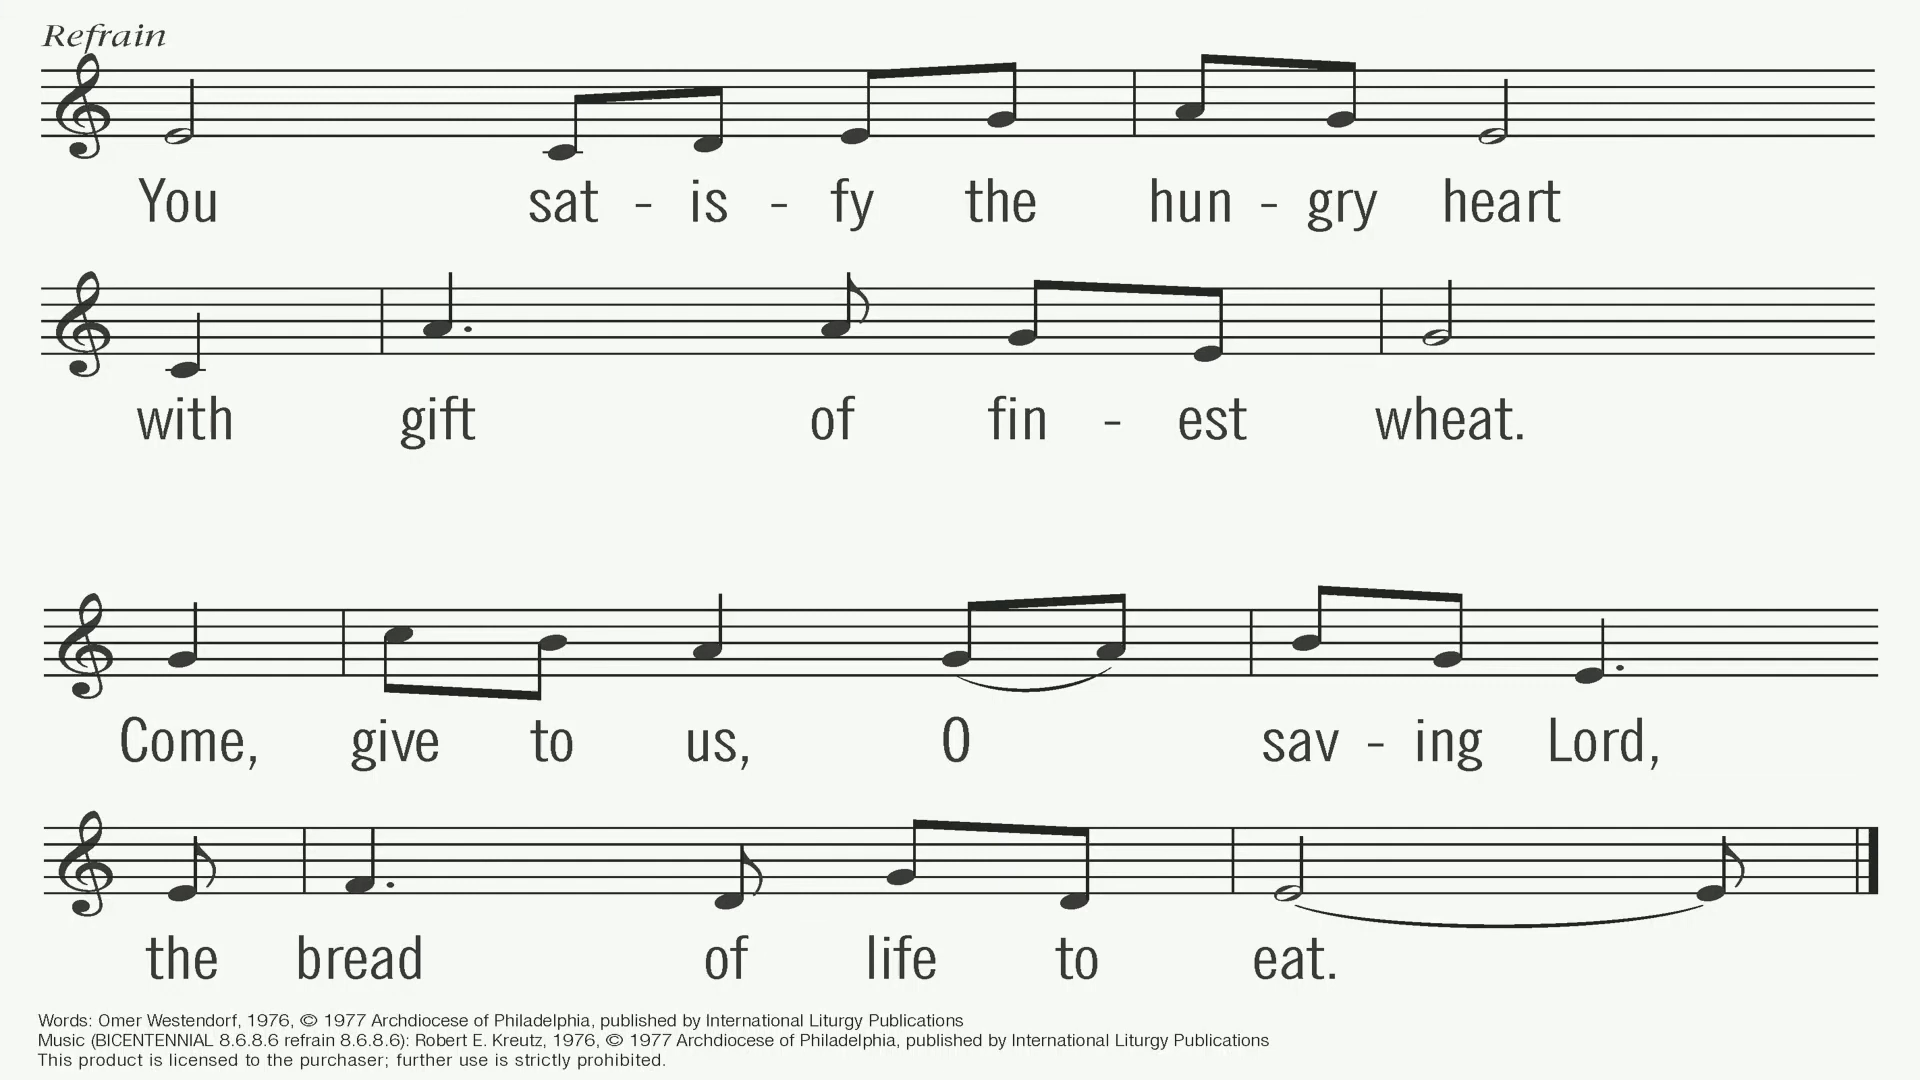 Refrain
You sat - is - fy the hun - gry heart
with gift of fin - est wheat.
Come, give to us, O sav - ing Lord,
the bread of life to eat.
Words: Omer Westendorf, 1976, © 1977 Archdiocese of Philadelphia, published by International Liturgy Publications
Music (BICENTENNIAL 8.6.8.6 refrain 8.6.8.6): Robert E. Kreutz, 1976, © 1977 Archdiocese of Philadelphia, published by International Liturgy Publications
This product is licensed to the purchaser; further use is strictly prohibited.